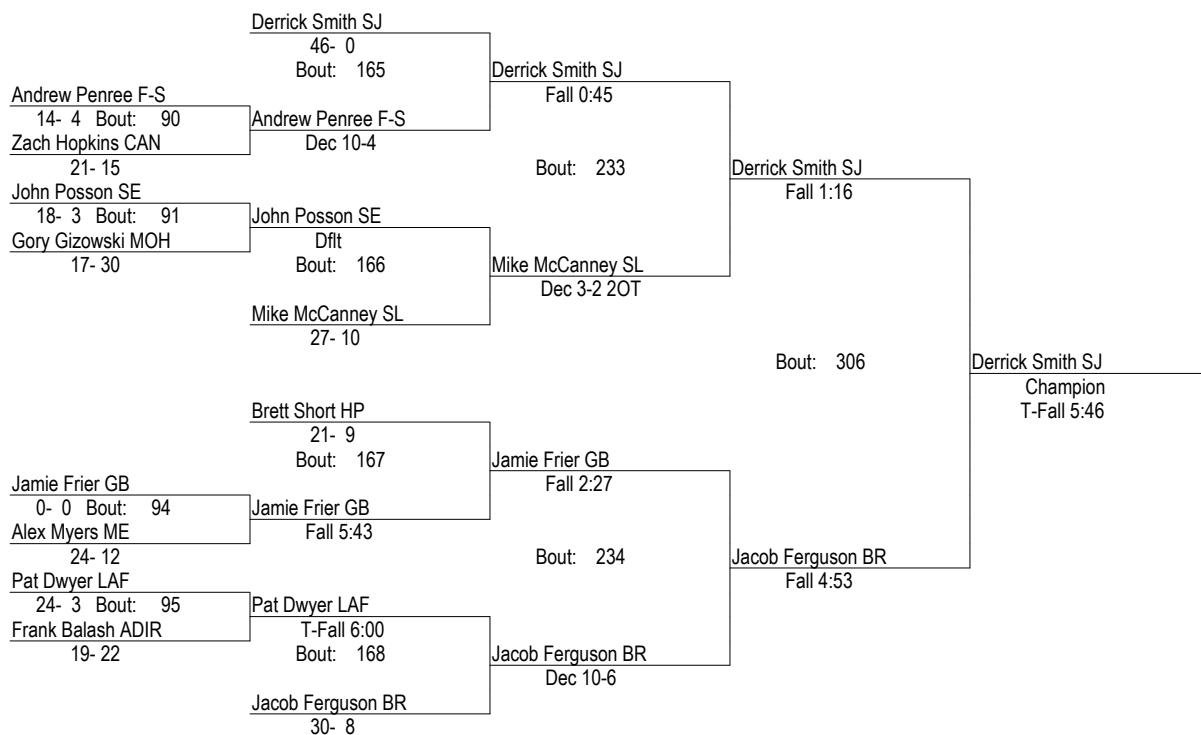 Derrick Smith SJ
46- 0
Bout: 165
Derrick Smith SJ
Fall 0:45
Andrew Penree F-S
14- 4 Bout: 90
Andrew Penree F-S
Dec 10-4
Zach Hopkins CAN
21- 15
Bout: 233
Derrick Smith SJ
Fall 1:16
John Posson SE
18- 3 Bout: 91
John Posson SE
Dflt
Gory Gizowski MOH
17- 30
Bout: 166
Mike McCanney SL
Dec 3-2 2OT
Mike McCanney SL
27- 10
Bout: 306
Derrick Smith SJ
Champion
T-Fall 5:46
Brett Short HP
21- 9
Bout: 167
Jamie Frier GB
Fall 2:27
Jamie Frier GB
0- 0 Bout: 94
Jamie Frier GB
Fall 5:43
Alex Myers ME
24- 12
Bout: 234
Jacob Ferguson BR
Fall 4:53
Pat Dwyer LAF
24- 3 Bout: 95
Pat Dwyer LAF
T-Fall 6:00
Frank Balash ADIR
19- 22
Bout: 168
Jacob Ferguson BR
Dec 10-6
Jacob Ferguson BR
30- 8